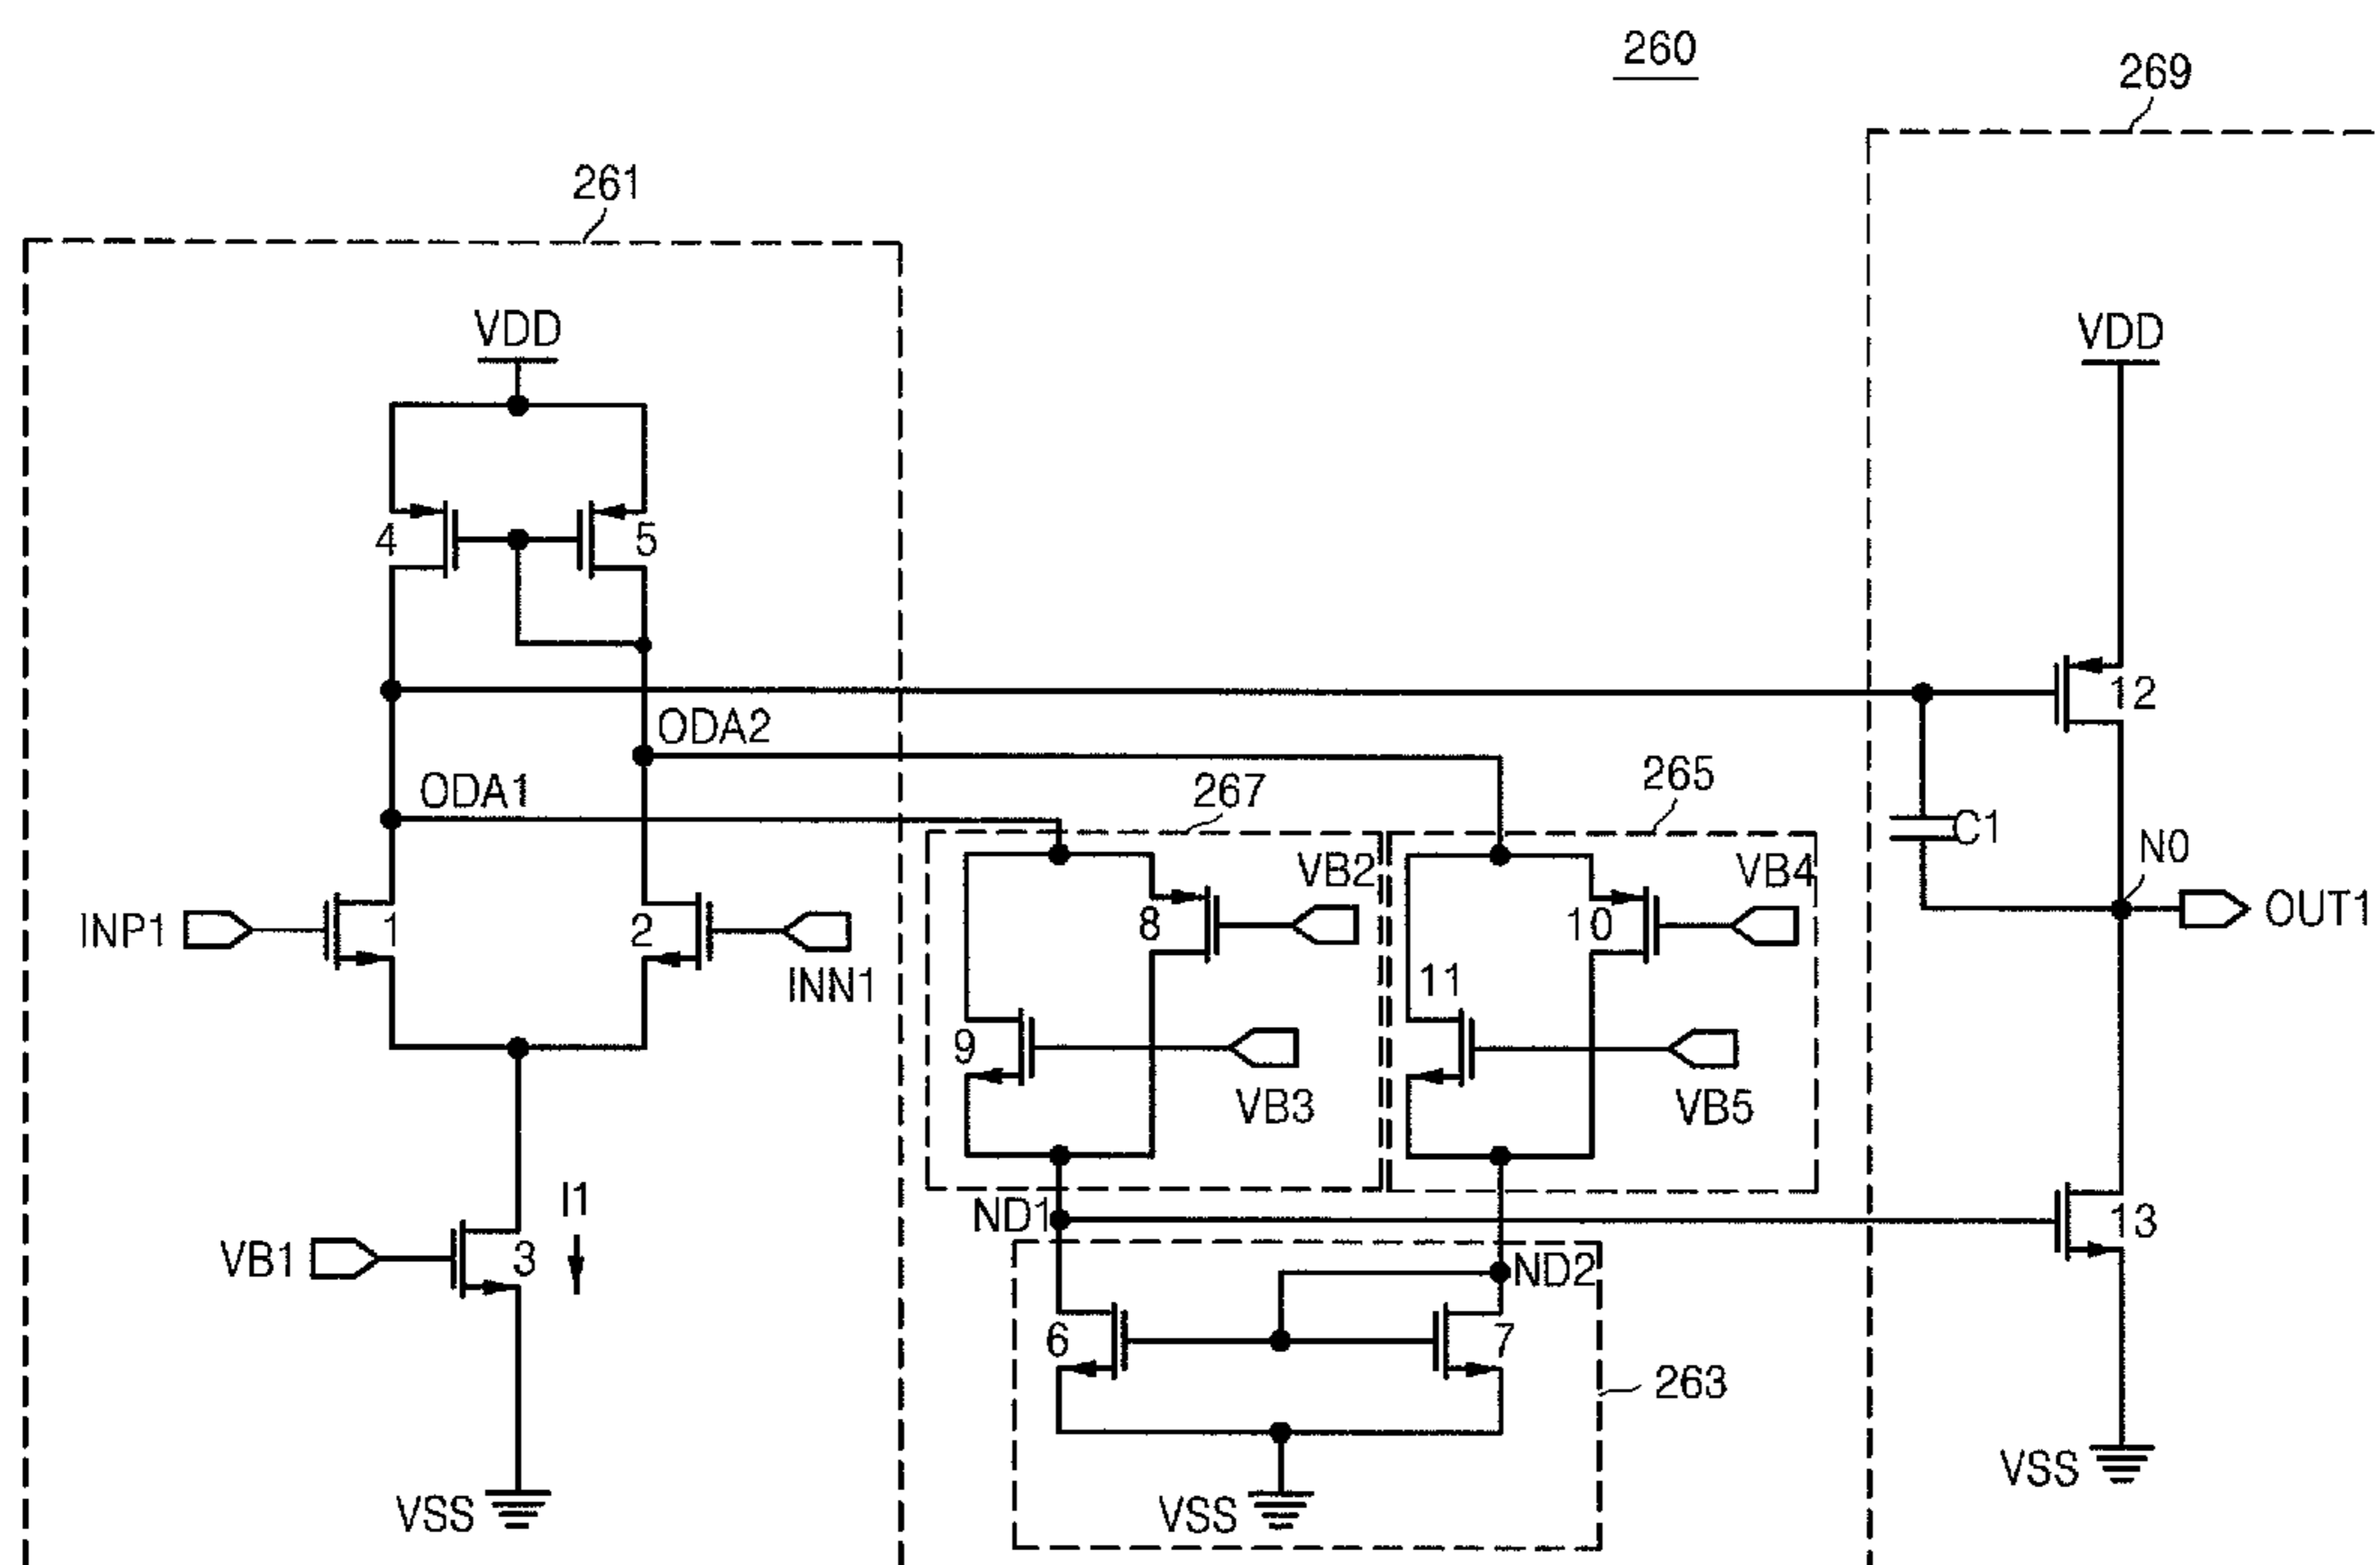 260
269
261
VDD
VDD
4
5
12
ODA2
ODA1
267
265
VB2
VB4
C1
N0
INP1
1
2
8
10
OUT1
INN1
11
9
VB3
VB5
I1
ND1
13
VB1
3
ND2
6
7
263
VSS
VSS
VSS